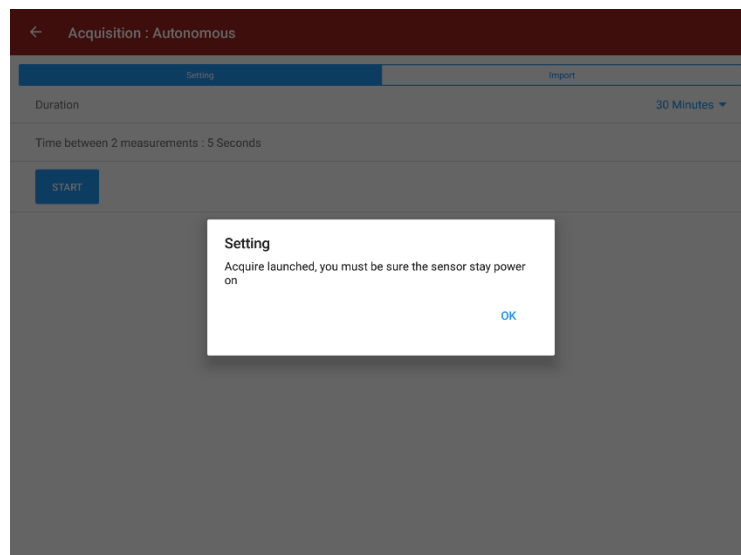 Acquisition : Autonomous
Setting
Import
Duration
30 Minutes
Time between 2 measurements : 5 Seconds
START
Setting
Acquire launched, you must be sure the sensor stay power
on
OK